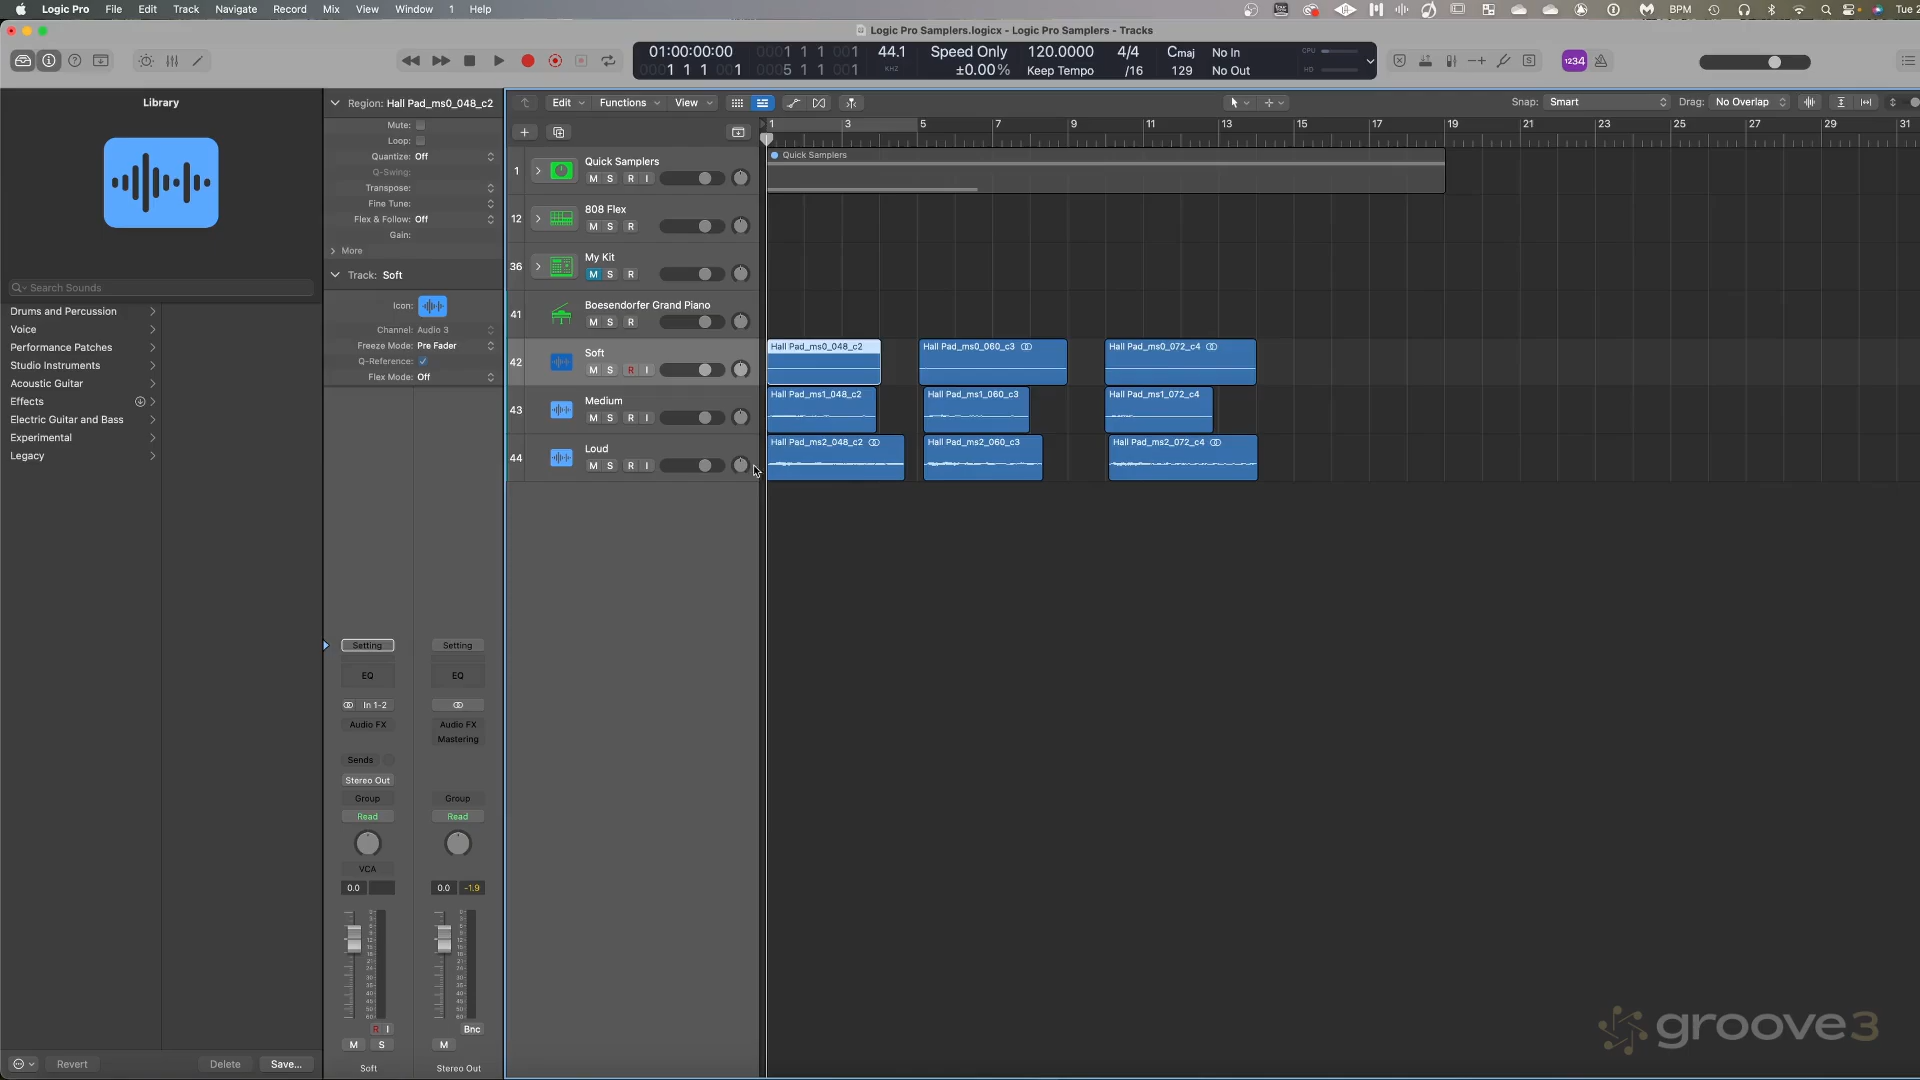 Logic Pro File Edit Track Navigate Record Mix View Window 1 Help BPM Tue 2
Logic Pro Samplers.logicx - Logic Pro Samplers - Tracks
01:00:00:00 0001 1 1 001 44.1 Speed Only 120.0000 4/4 Cmaj No In CPU
0001 1 1 001 0005 1 1 001 KHZ ±0.00% Keep Tempo /16 129 No Out HD
1234
Library
Search Sounds
Drums and Percussion
Voice
Performance Patches
Studio Instruments
Acoustic Guitar
Effects
Electric Guitar and Bass
Experimental
Legacy
Revert Delete Save...
Region: Hall Pad_ms0_048_c2
Mute:
Loop:
Quantize: Off
Q-Swing:
Transpose:
Fine Tune:
Flex & Follow: Off
Gain:
More
Track: Soft
Icon:
Channel: Audio 3
Freeze Mode: Pre Fader
Q-Reference:
Flex Mode: Off
Setting Setting
EQ EQ
In 1-2
Audio FX Audio FX
Mastering
Sends
Stereo Out
Group Group
Read Read
VCA
0.0 0.0 -1.9
R I Bnc
M S M
Soft Stereo Out
Edit Functions View Snap: Smart Drag: No Overlap
1 3 5 7 9 11 13 15 17 19 21 23 25 27 29 31
1 Quick Samplers
M S R I
Quick Samplers
12 808 Flex
M S R
36 My Kit
M S R
41 Boesendorfer Grand Piano
M S R
42 Soft
M S R I
Hall Pad_ms0_048_c2 Hall Pad_ms0_060_c3 Hall Pad_ms0_072_c4
43 Medium
M S R I
Hall Pad_ms1_048_c2 Hall Pad_ms1_060_c3 Hall Pad_ms1_072_c4
44 Loud
M S R I
Hall Pad_ms2_048_c2 Hall Pad_ms2_060_c3 Hall Pad_ms2_072_c4
groove3